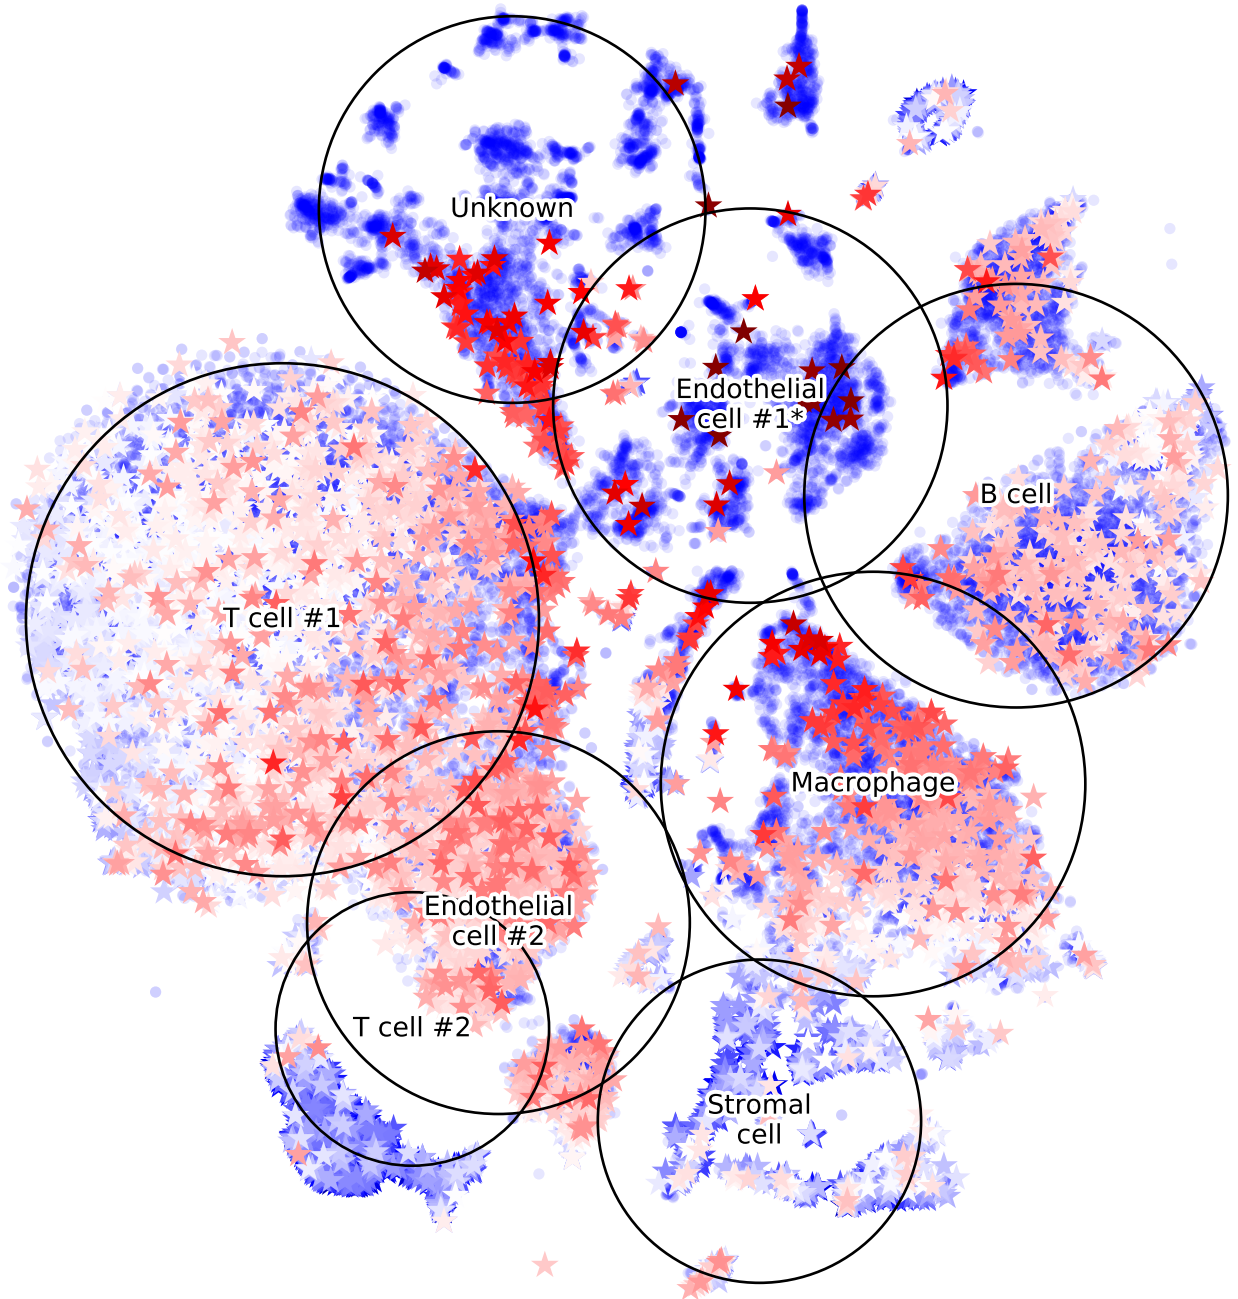 Unknown
Endothelial
cell #1*
B cell
T cell #1
Macrophage
Endothelial
cell #2
T cell #2
Stromal
cell